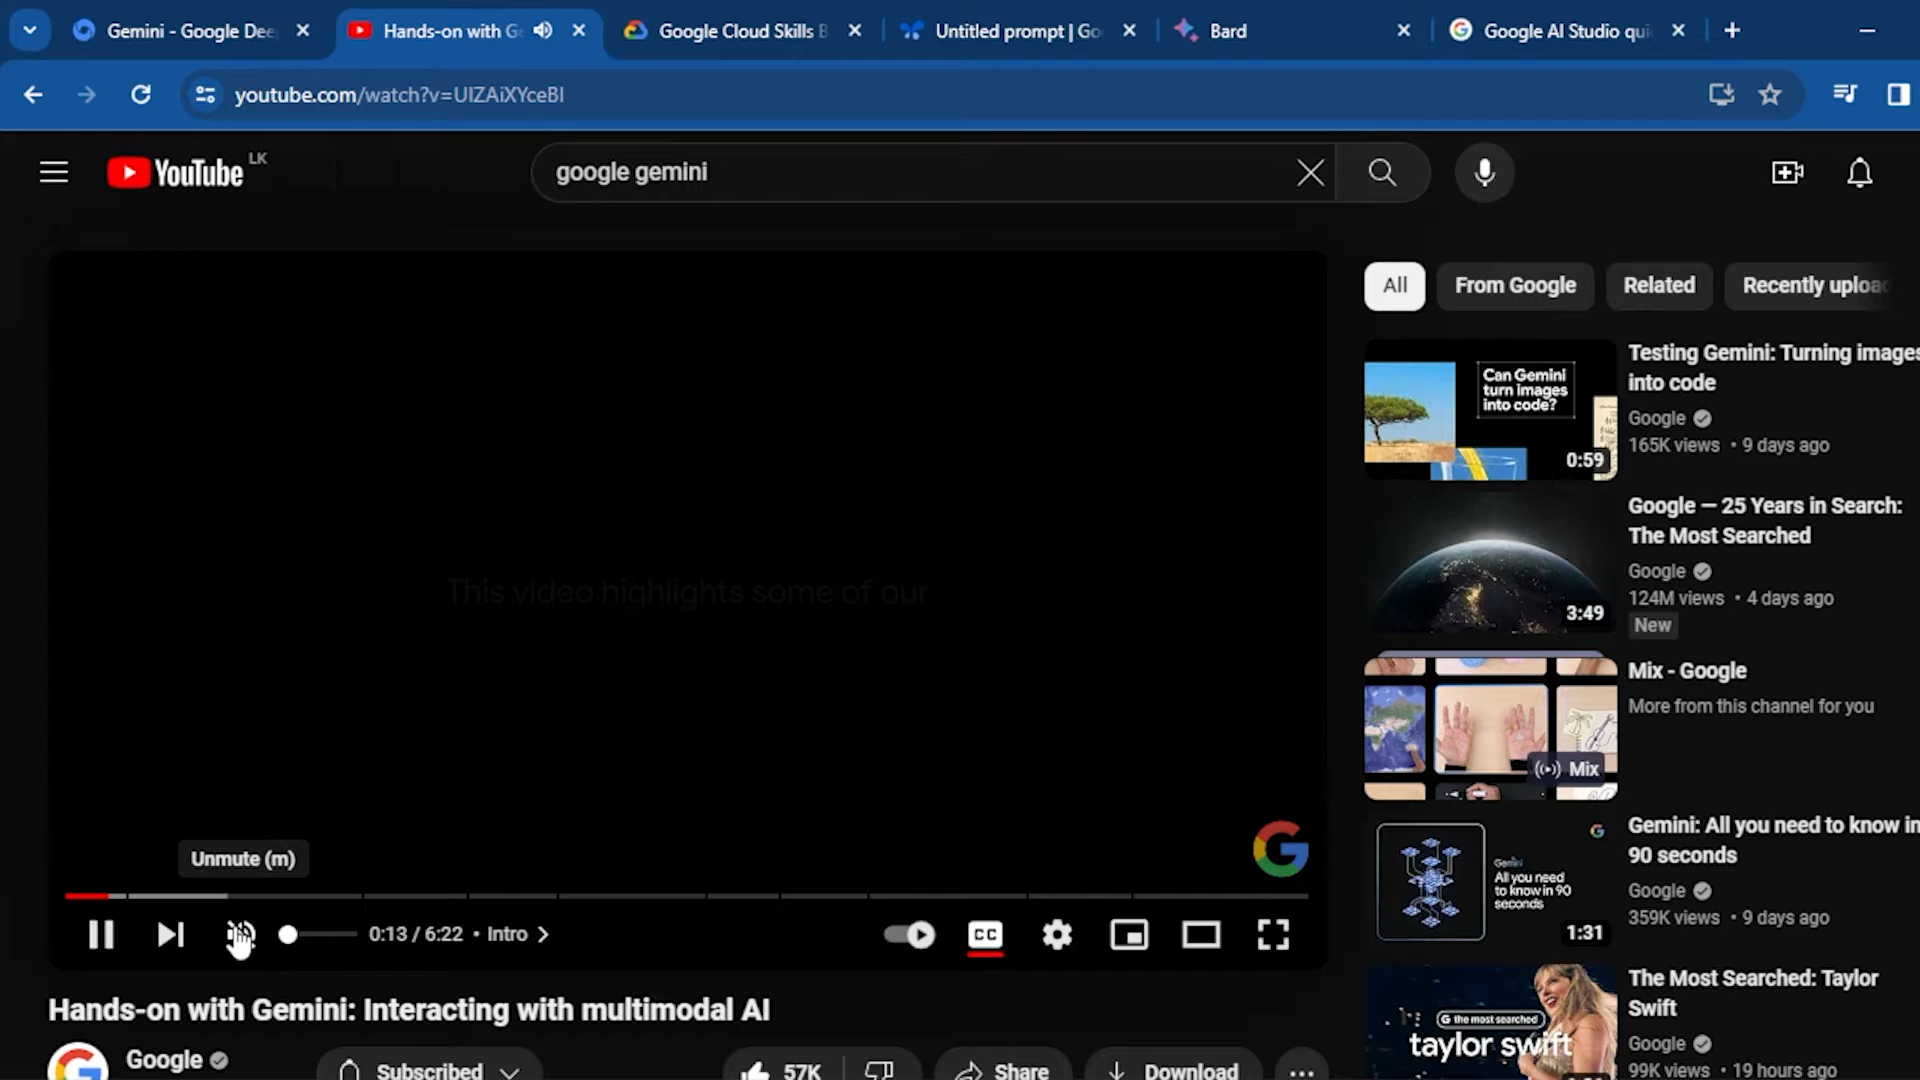 Gemini - Google Dee
Hands-on with G
Google Cloud Skills B
Untitled prompt | Go
Bard
Google AI Studio qui
youtube.com/watch?v=UIZAiXYceBI
YouTube LK
google gemini
All
From Google
Related
Recently uploa
This video highlights some of our
Can Gemini
turn images
into code?
0:59
Testing Gemini: Turning images
into code
Google
165K views • 9 days ago
3:49
Google — 25 Years in Search:
The Most Searched
Google
124M views • 4 days ago
New
Mix
Mix - Google
More from this channel for you
Gemini
All you need
to know in 90
seconds
1:31
Gemini: All you need to know in
90 seconds
Google
359K views • 9 days ago
G the most searched
taylor swift
The Most Searched: Taylor
Swift
Google
99K views • 19 hours ago
Unmute (m)
0:13 / 6:22 • Intro
CC
Hands-on with Gemini: Interacting with multimodal AI
Google
Subscribed
57K
Share
Download